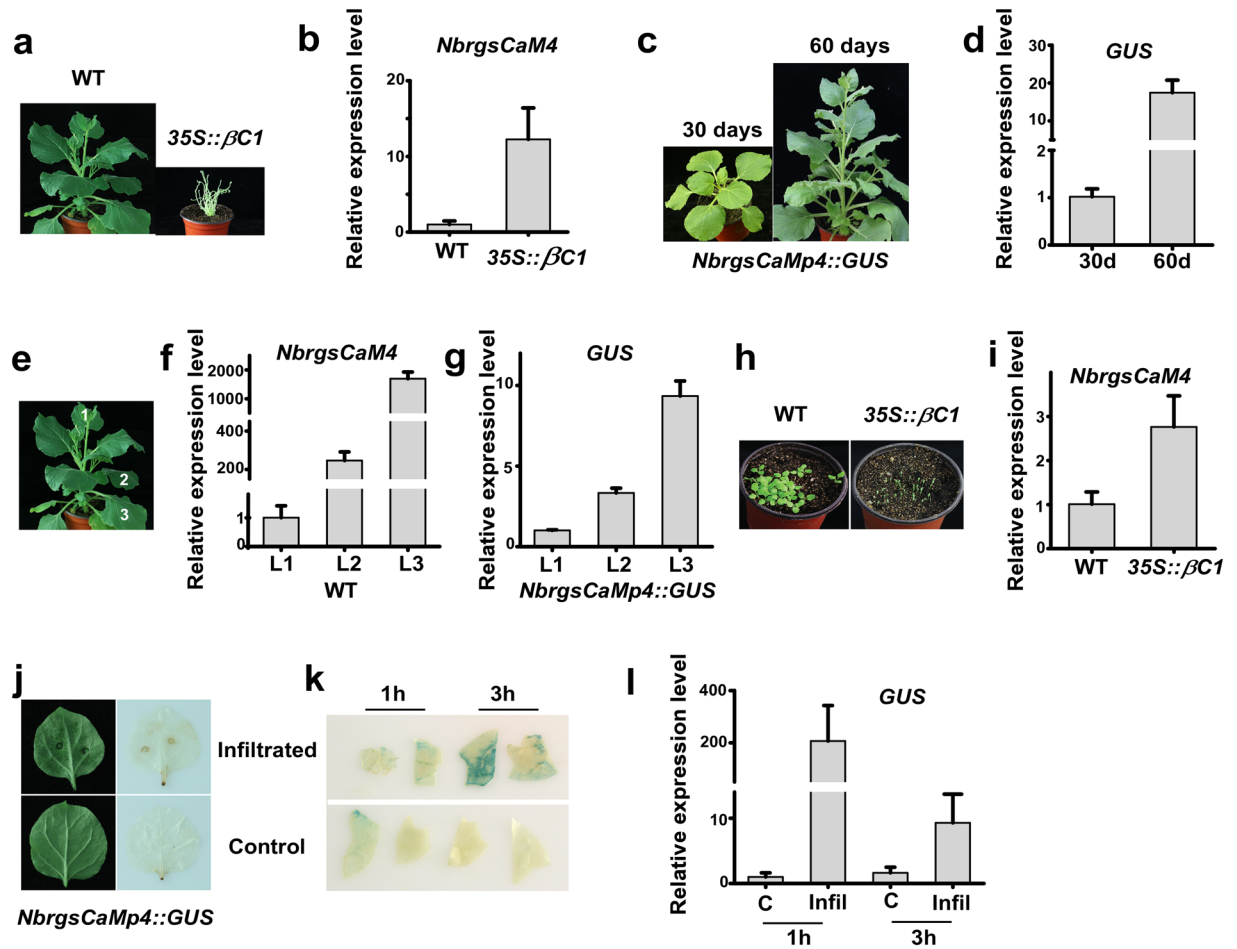 a
WT
35S::βC1
b
NbrgsCaM4
Relative expression level
20
10
0
WT
35S::βC1
c
60 days
30 days
NbrgsCaMp4::GUS
d
GUS
Relative expression level
30
20
10
2
1
0
30d
60d
e
1
2
3
f
NbrgsCaM4
Relative expression level
2000
1000
400
200
1
0
L1
L2
L3
WT
g
GUS
Relative expression level
10
5
0
L1
L2
L3
NbrgsCaMp4::GUS
h
WT
35S::βC1
i
NbrgsCaM4
Relative expression level
3
2
1
0
WT
35S::βC1
j
Infiltrated
Control
NbrgsCaMp4::GUS
k
1h
3h
l
GUS
Relative expression level
400
200
10
0
C
Infil
C
Infil
1h
3h